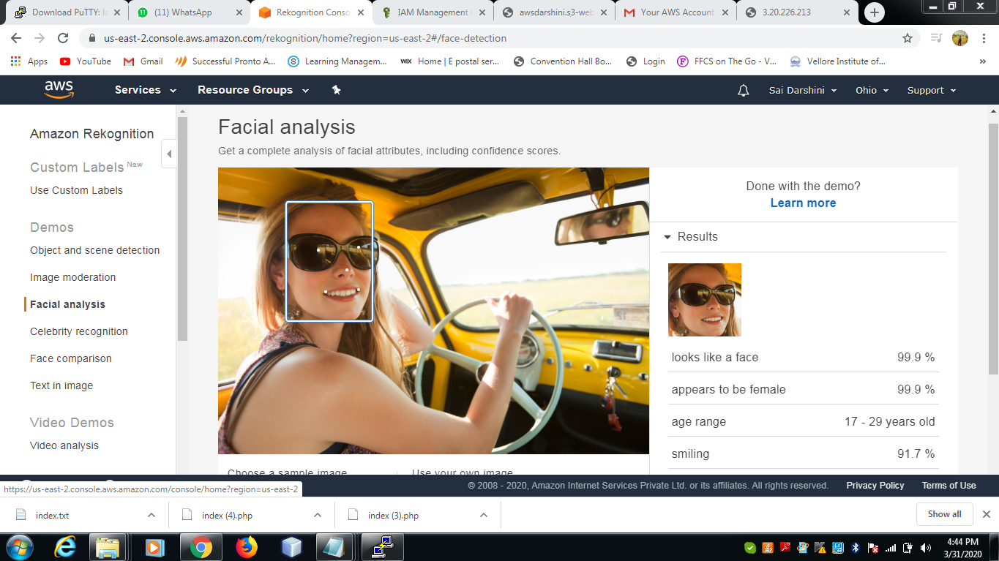 Download PuTTY: la
(11) WhatsApp
Rekognition Conso
IAM Management C
awsdarshini.s3-web
Your AWS Account
3.20.226.213
us-east-2.console.aws.amazon.com/rekognition/home?region=us-east-2#/face-detection
Apps
YouTube
Gmail
Successful Pronto A...
Learning Managem...
WIX Home | E postal ser...
Convention Hall Bo...
Login
FFCS on The Go - V...
Vellore Institute of...
»
aws
Services
Resource Groups
Sai Darshini
Ohio
Support
Amazon Rekognition
Custom Labels New
Use Custom Labels
Demos
Object and scene detection
Image moderation
Facial analysis
Celebrity recognition
Face comparison
Text in image
Video Demos
Video analysis
Facial analysis
Get a complete analysis of facial attributes, including confidence scores.
Done with the demo?
Learn more
Results
looks like a face 99.9 %
appears to be female 99.9 %
age range 17 - 29 years old
smiling 91.7 %
Choose a sample image
Use your own image
https://us-east-2.console.aws.amazon.com/console/home?region=us-east-2
© 2008 - 2020, Amazon Internet Services Private Ltd. or its affiliates. All rights reserved.
Privacy Policy
Terms of Use
index.txt
index (4).php
index (3).php
Show all
4:44 PM
3/31/2020